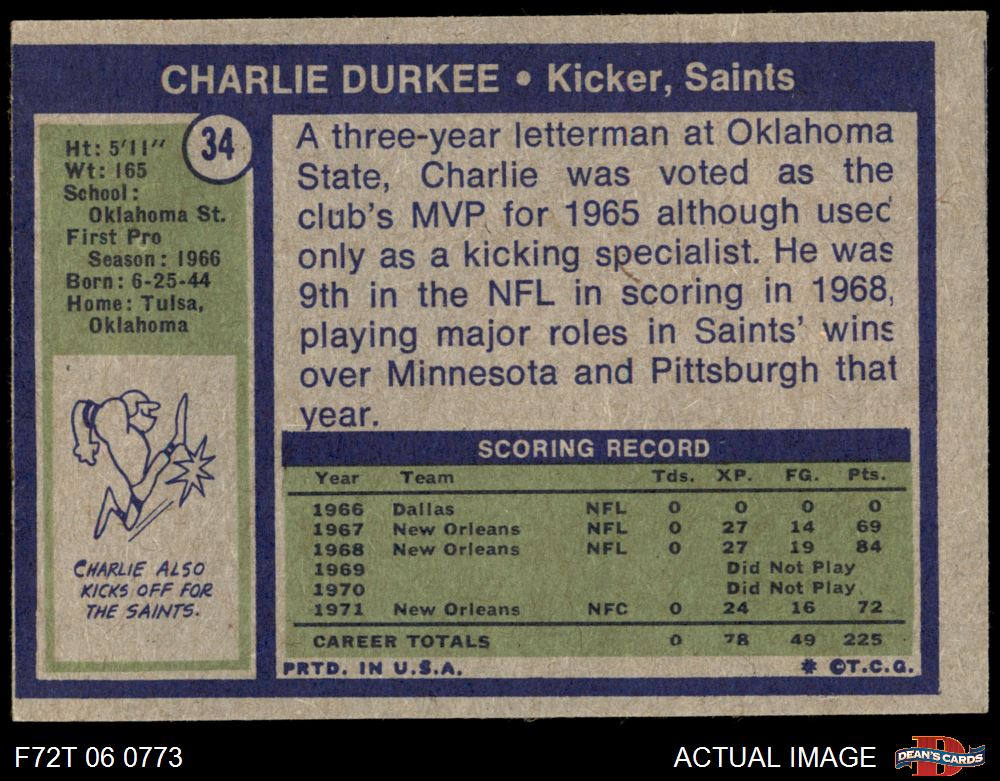 CHARLIE DURKEE • Kicker, Saints
34
Ht: 5'11"
Wt: 165
School:
Oklahoma St.
First Pro
Season: 1966
Born: 6-25-44
Home: Tulsa,
Oklahoma
CHARLIE ALSO
KICKS OFF FOR
THE SAINTS.
A three-year letterman at Oklahoma
State, Charlie was voted as the
club's MVP for 1965 although used
only as a kicking specialist. He was
9th in the NFL in scoring in 1968,
playing major roles in Saints' wins
over Minnesota and Pittsburgh that
year.
SCORING RECORD
Year Team Tds. XP. FG. Pts.
1966 Dallas NFL 0 0 0 0
1967 New Orleans NFL 0 27 14 69
1968 New Orleans NFL 0 27 19 84
1969 Did Not Play
1970 Did Not Play
1971 New Orleans NFC 0 24 16 72
CAREER TOTALS 0 78 49 225
PRTD. IN U.S.A. * ©T.C.G.
F72T 06 0773
ACTUAL IMAGE
D
DEAN'S CARDS